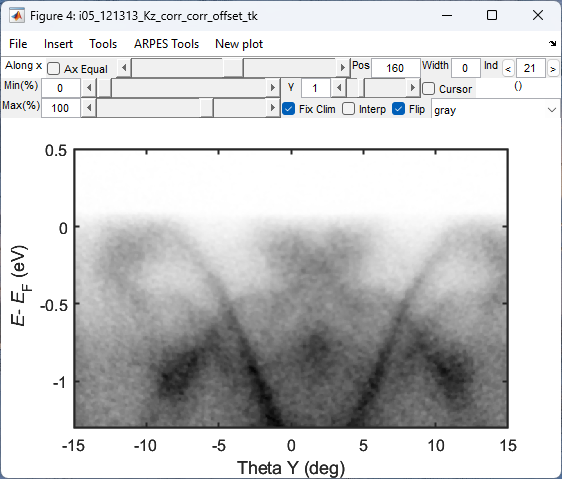 Figure 4: i05_121313_Kz_corr_corr_offset_tk
File Insert Tools ARPES Tools New plot
Along x Ax Equal Pos 160 Width 0 Ind < 21 >
Min(%) 0 Y 1 Cursor ()
Max(%) 100 Fix Clim Interp Flip gray
0.5
0
-0.5
-1
E- EF (eV)
-15 -10 -5 0 5 10 15
Theta Y (deg)